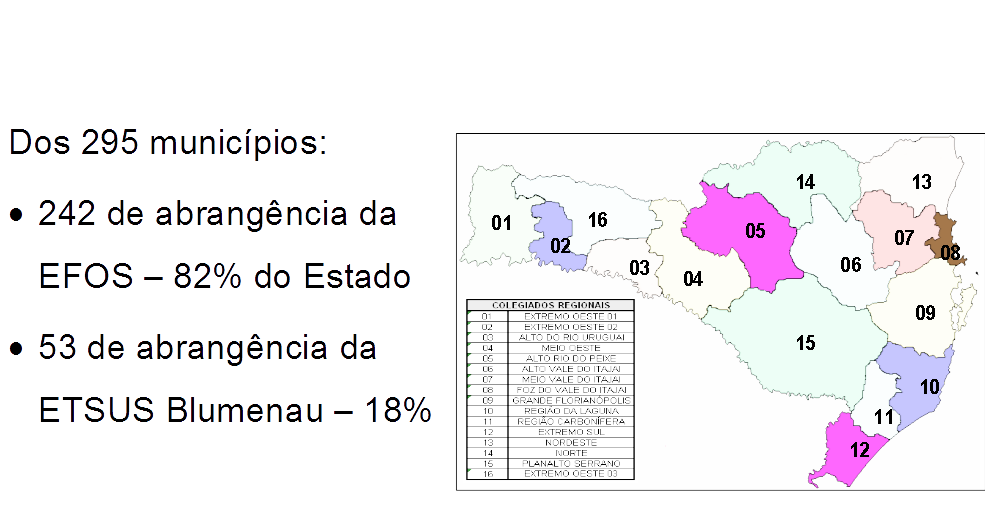 Dos 295 municípios:
• 242 de abrangência da
EFOS – 82% do Estado
• 53 de abrangência da
ETSUS Blumenau – 18%
01
02
16
03
04
05
14
13
07
08
06
09
15
10
11
12
COLEGIADOS REGIONAIS
01 EXTREMO OESTE 01
02 EXTREMO OESTE 02
03 ALTO DO RIO URUGUAI
04 MEIO OESTE
05 ALTO RIO DO PEIXE
06 ALTO VALE DO ITAJAI
07 MEIO VALE DO ITAJAI
08 FOZ DO VALE DO ITAJAI
09 GRANDE FLORIANÓPOLIS
10 REGIÃO DA LAGUNA
11 REGIÃO CARBONÍFERA
12 EXTREMO SUL
13 NORDESTE
14 NORTE
15 PLANALTO SERRANO
16 EXTREMO OESTE 03